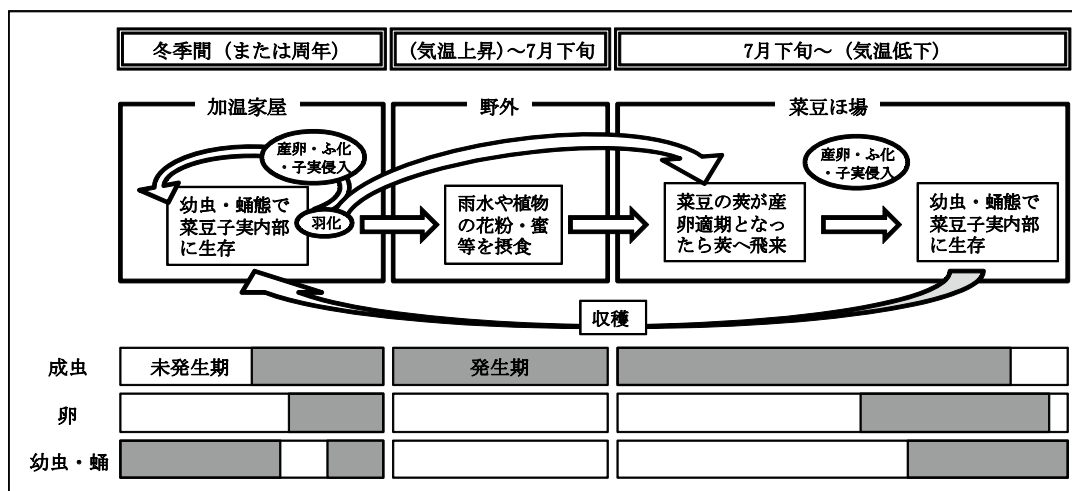 冬季間（または周年）
(気温上昇)～7月下旬
7月下旬～（気温低下）
加温家屋
野外
菜豆ほ場
産卵・ふ化
・子実侵入
幼虫・蛹態で
菜豆子実内部
に生存
羽化
雨水や植物
の花粉・蜜
等を摂食
菜豆の莢が産
卵適期となっ
たら莢へ飛来
産卵・ふ化
・子実侵入
幼虫・蛹態で
菜豆子実内部
に生存
収穫
成虫
未発生期
発生期
卵
幼虫・蛹